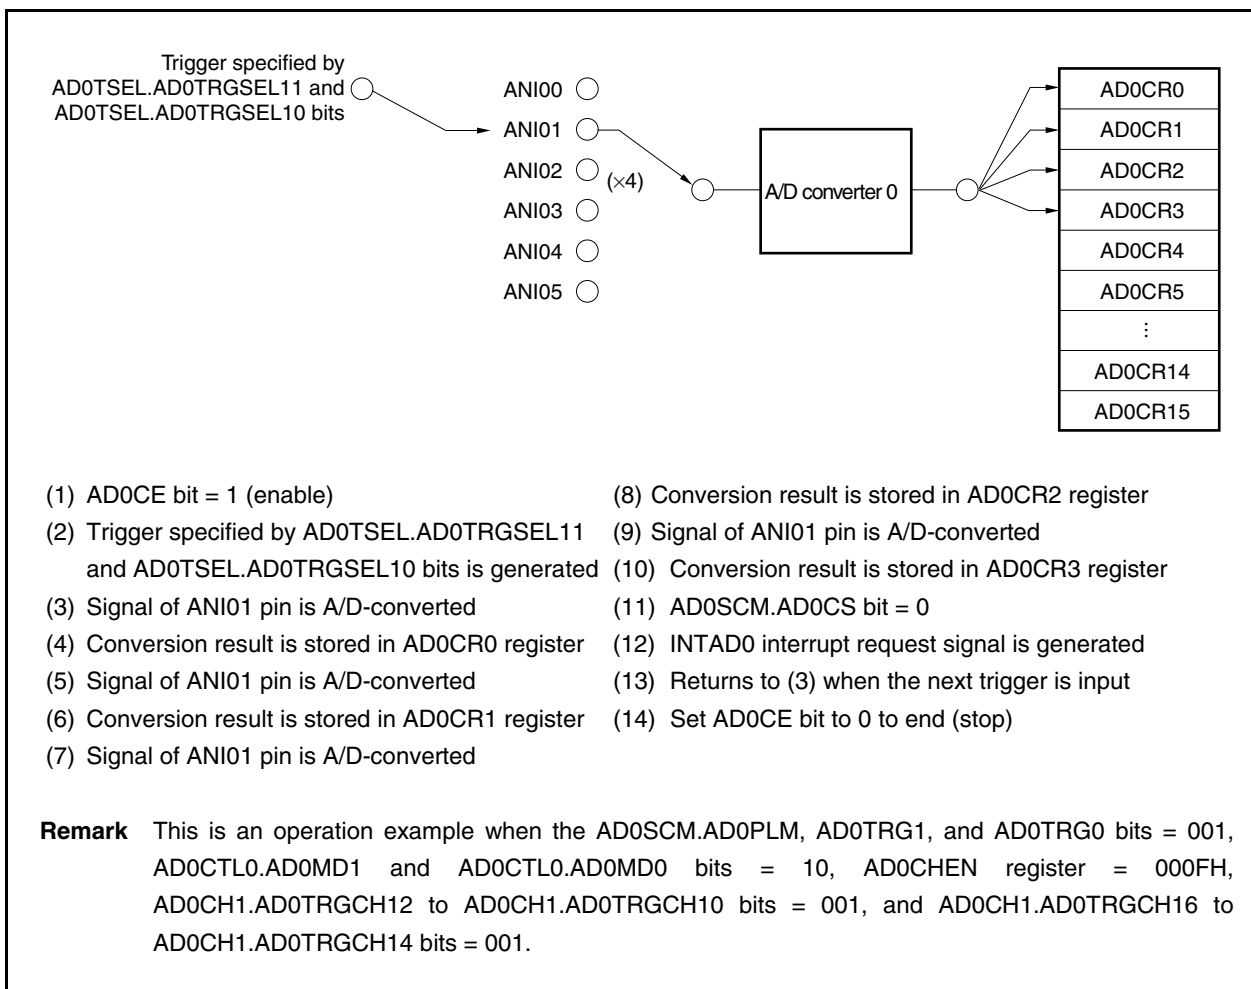 Trigger specified by
AD0TSEL.AD0TRGSEL11 and
AD0TSEL.AD0TRGSEL10 bits
ANI00
ANI01
ANI02
(×4)
ANI03
ANI04
ANI05
A/D converter 0
AD0CR0
AD0CR1
AD0CR2
AD0CR3
AD0CR4
AD0CR5
⋮
AD0CR14
AD0CR15
(1) AD0CE bit = 1 (enable)
(2) Trigger specified by AD0TSEL.AD0TRGSEL11
and AD0TSEL.AD0TRGSEL10 bits is generated
(3) Signal of ANI01 pin is A/D-converted
(4) Conversion result is stored in AD0CR0 register
(5) Signal of ANI01 pin is A/D-converted
(6) Conversion result is stored in AD0CR1 register
(7) Signal of ANI01 pin is A/D-converted
(8) Conversion result is stored in AD0CR2 register
(9) Signal of ANI01 pin is A/D-converted
(10) Conversion result is stored in AD0CR3 register
(11) AD0SCM.AD0CS bit = 0
(12) INTAD0 interrupt request signal is generated
(13) Returns to (3) when the next trigger is input
(14) Set AD0CE bit to 0 to end (stop)
Remark This is an operation example when the AD0SCM.AD0PLM, AD0TRG1, and AD0TRG0 bits = 001,
AD0CTL0.AD0MD1 and AD0CTL0.AD0MD0 bits = 10, AD0CHEN register = 000FH,
AD0CH1.AD0TRGCH12 to AD0CH1.AD0TRGCH10 bits = 001, and AD0CH1.AD0TRGCH16 to
AD0CH1.AD0TRGCH14 bits = 001.